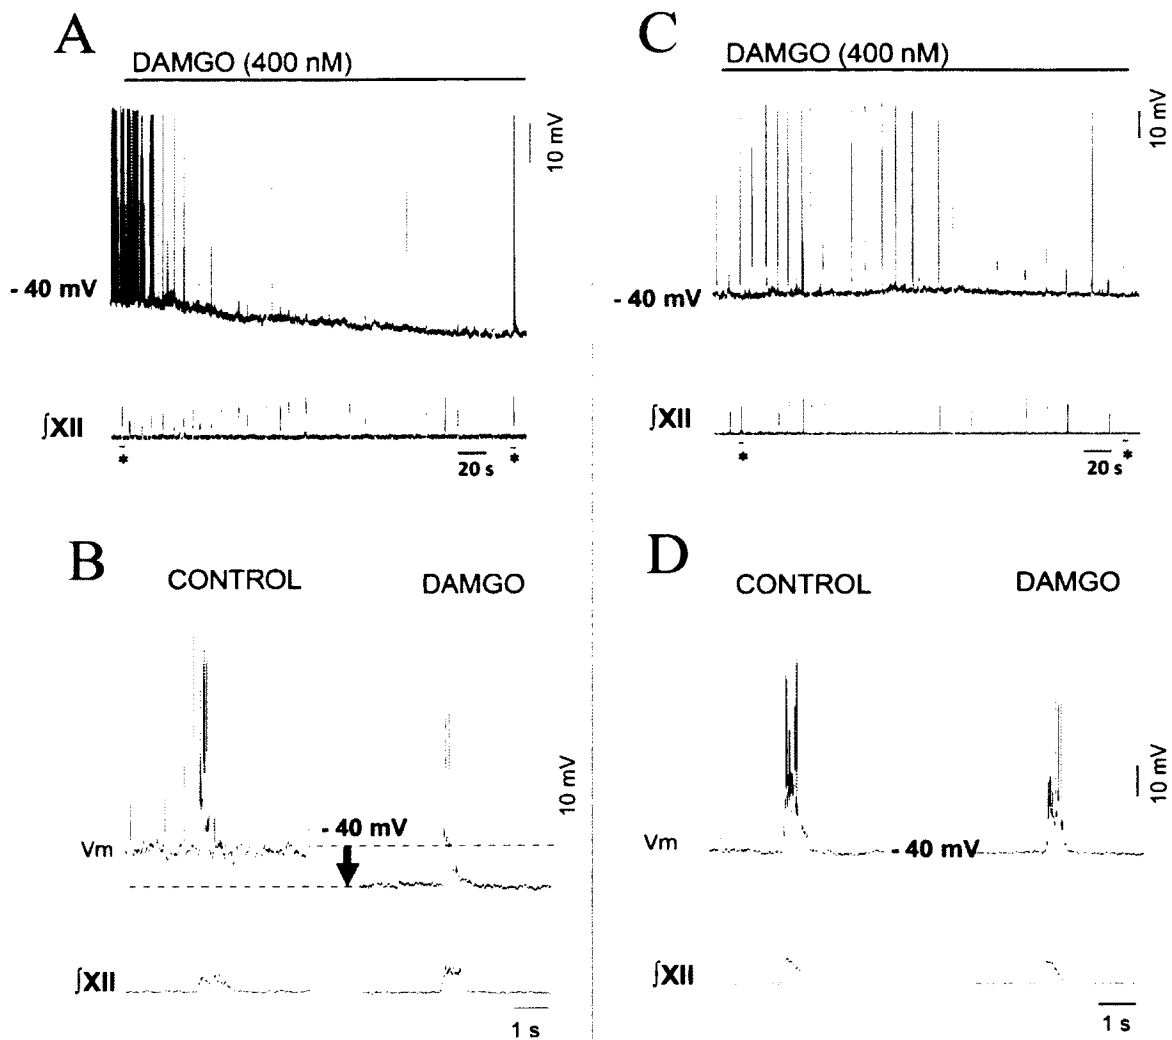 A
DAMGO (400 nM)
10 mV
- 40 mV
∫XII
*
*
20 s
C
DAMGO (400 nM)
10 mV
- 40 mV
∫XII
*
20 s
*
B
CONTROL
DAMGO
10 mV
- 40 mV
Vm
∫XII
1 s
D
CONTROL
DAMGO
10 mV
Vm
- 40 mV
∫XII
1 s